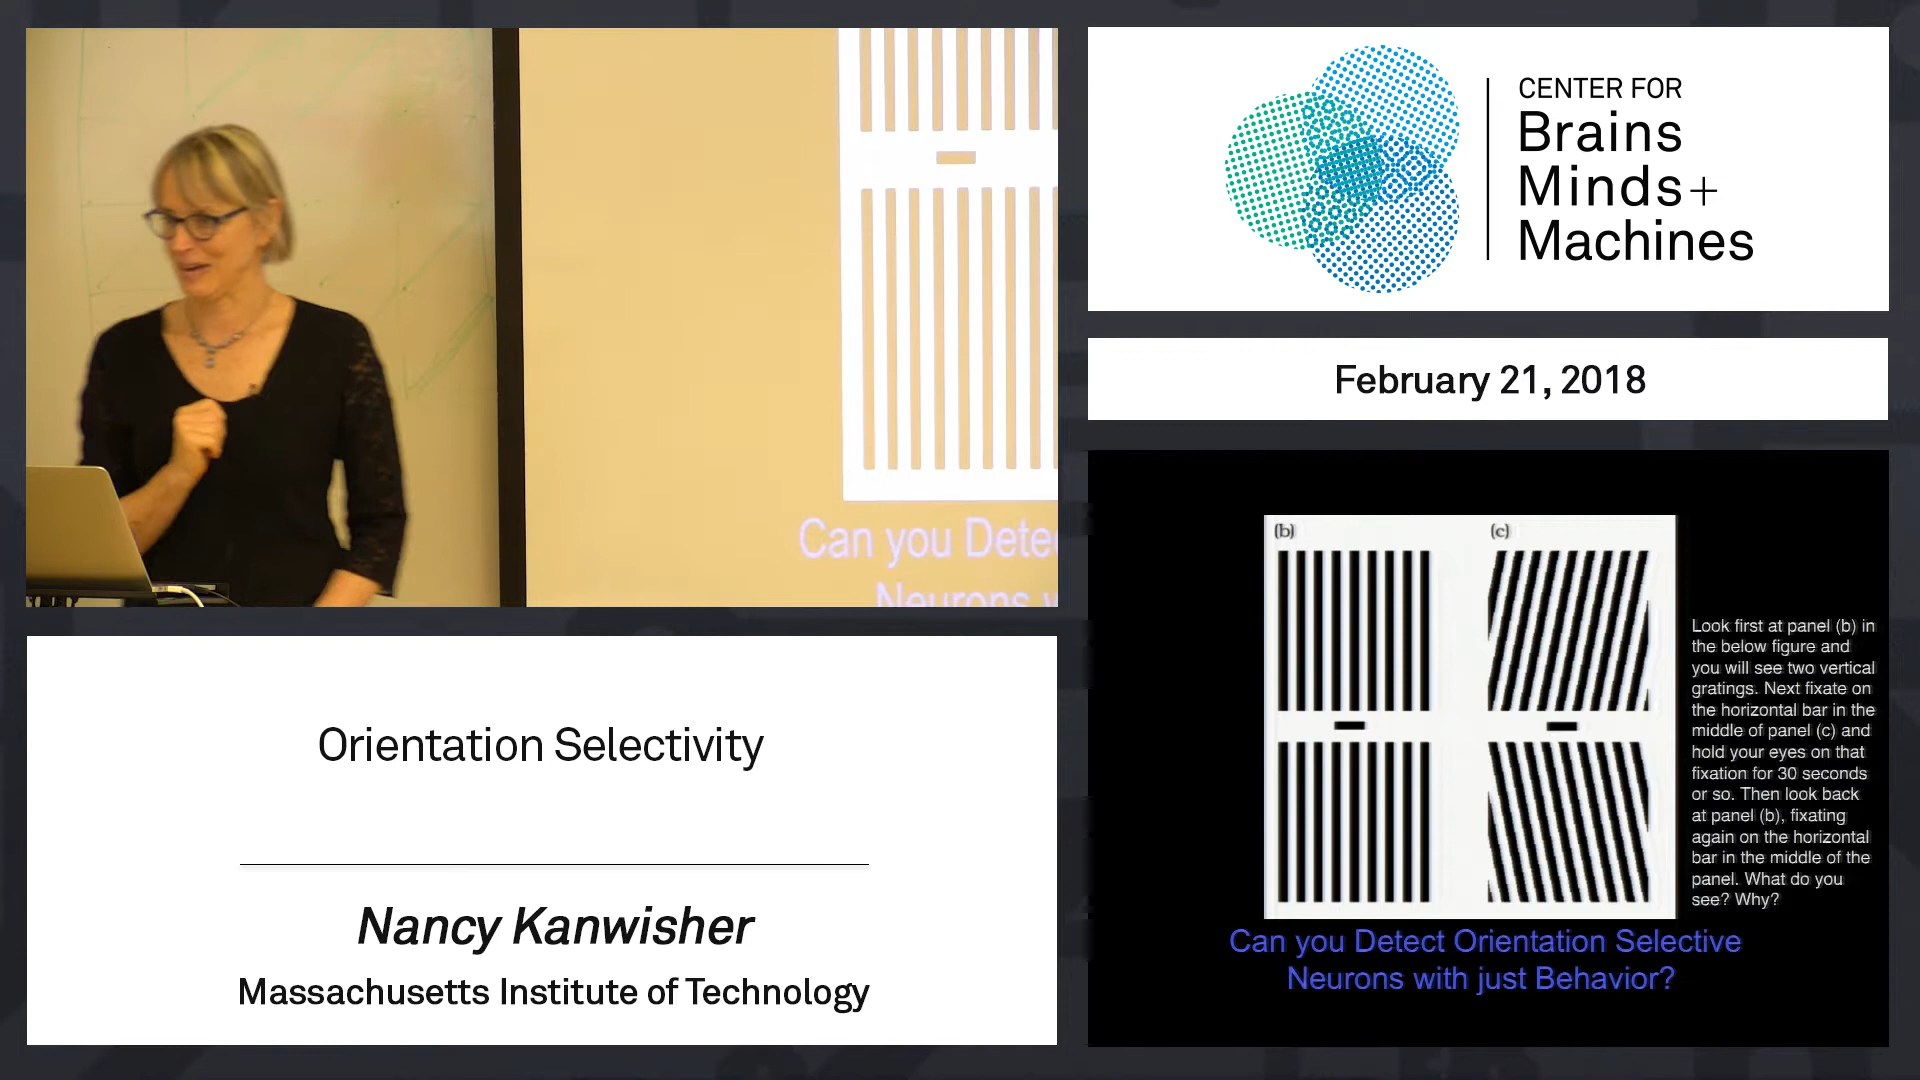 Can you Detec
Neurons w
CENTER FOR
Brains
Minds+
Machines
February 21, 2018
Orientation Selectivity
Nancy Kanwisher
Massachusetts Institute of Technology
(b)
(c)
Look first at panel (b) in
the below figure and
you will see two vertical
gratings. Next fixate on
the horizontal bar in the
middle of panel (c) and
hold your eyes on that
fixation for 30 seconds
or so. Then look back
at panel (b), fixating
again on the horizontal
bar in the middle of the
panel. What do you
see? Why?
Can you Detect Orientation Selective
Neurons with just Behavior?